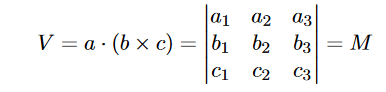 V = a · (b × c) = | a₁ a₂ a₃ |
| b₁ b₂ b₃ | = M
| c₁ c₂ c₃ |